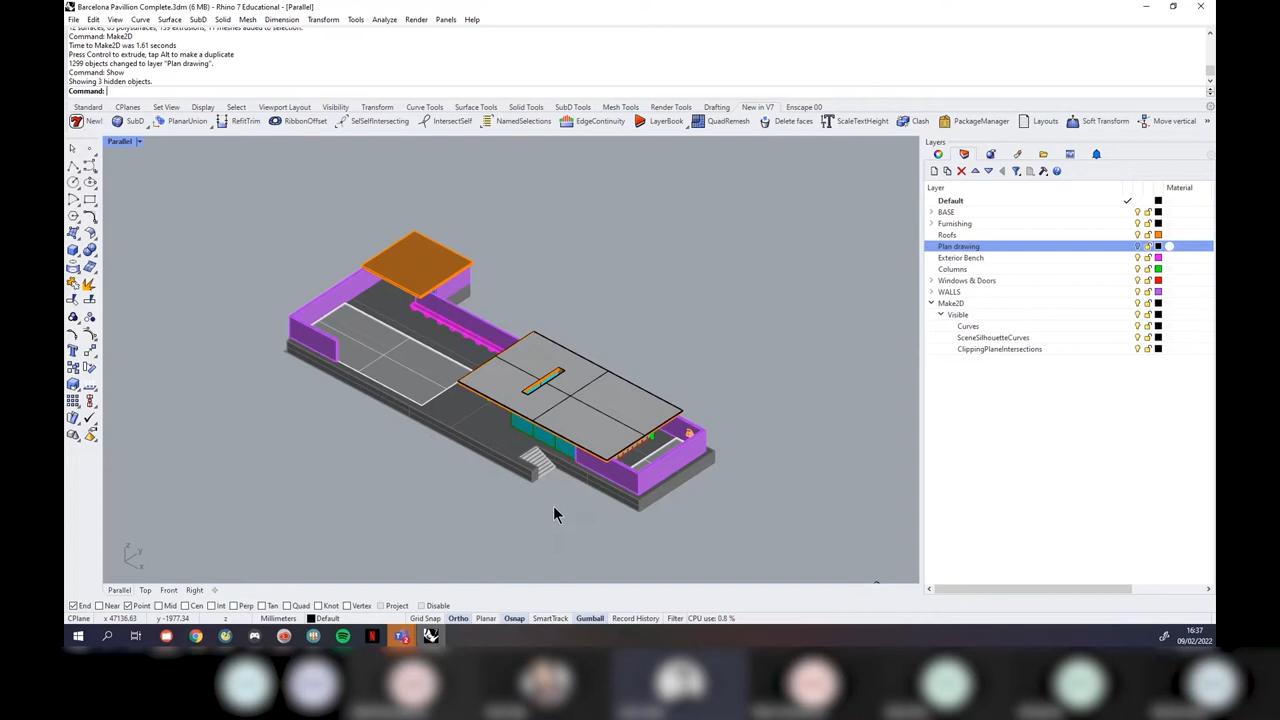 Barcelona Pavillion Complete.3dm (6 MB) - Rhino 7 Educational - [Parallel]
File Edit View Curve Surface SubD Solid Mesh Dimension Transform Tools Analyze Render Panels Help
Command: Make2D
Time to Make2D was 1.61 seconds
Press Control to extrude, tap Alt to make a duplicate
1299 objects changed to layer "Plan drawing".
Command: Show
Showing 3 hidden objects.
Command:
Standard CPlanes Set View Display Select Viewport Layout Visibility Transform Curve Tools Surface Tools Solid Tools SubD Tools Mesh Tools Render Tools Drafting New in V7 Enscape 00
New! SubD PlanarUnion RefitTrim RibbonOffset SelSelfIntersecting IntersectSelf NamedSelections EdgeContinuity LayerBook QuadRemesh Delete faces ScaleTextHeight Clash PackageManager Layouts Soft Transform Move vertical »
Parallel
Layers
Layer Material
Default
BASE
Furnishing
Roofs
Plan drawing
Exterior Bench
Columns
Windows & Doors
WALLS
Make2D
Visible
Curves
SceneSilhouetteCurves
ClippingPlaneIntersections
z y
x
Parallel Top Front Right
End Near Point Mid Cen Int Perp Tan Quad Knot Vertex Project Disable
CPlane x 47136.63 y -1977.34 z Millimeters Default Grid Snap Ortho Planar Osnap SmartTrack Gumball Record History Filter CPU use: 0.8 %
16:37
09/02/2022